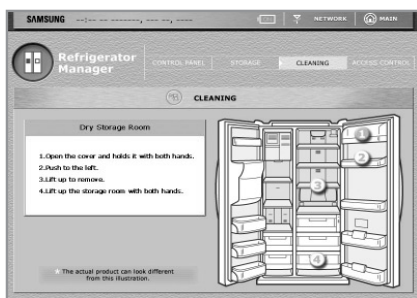 SAMSUNG --:-- -- -------, --- --, ---- NETWORK MAIN
Refrigerator
Manager
CONTROL PANEL STORAGE CLEANING ACCESS CONTROL
CLEANING
Dry Storage Room
1.Open the cover and holds it with both hands.
2.Push to the left.
3.Lift up to remove.
4.Lift up the storage room with both hands.
1
2
3
4
* The actual product can look different
from this illustration.